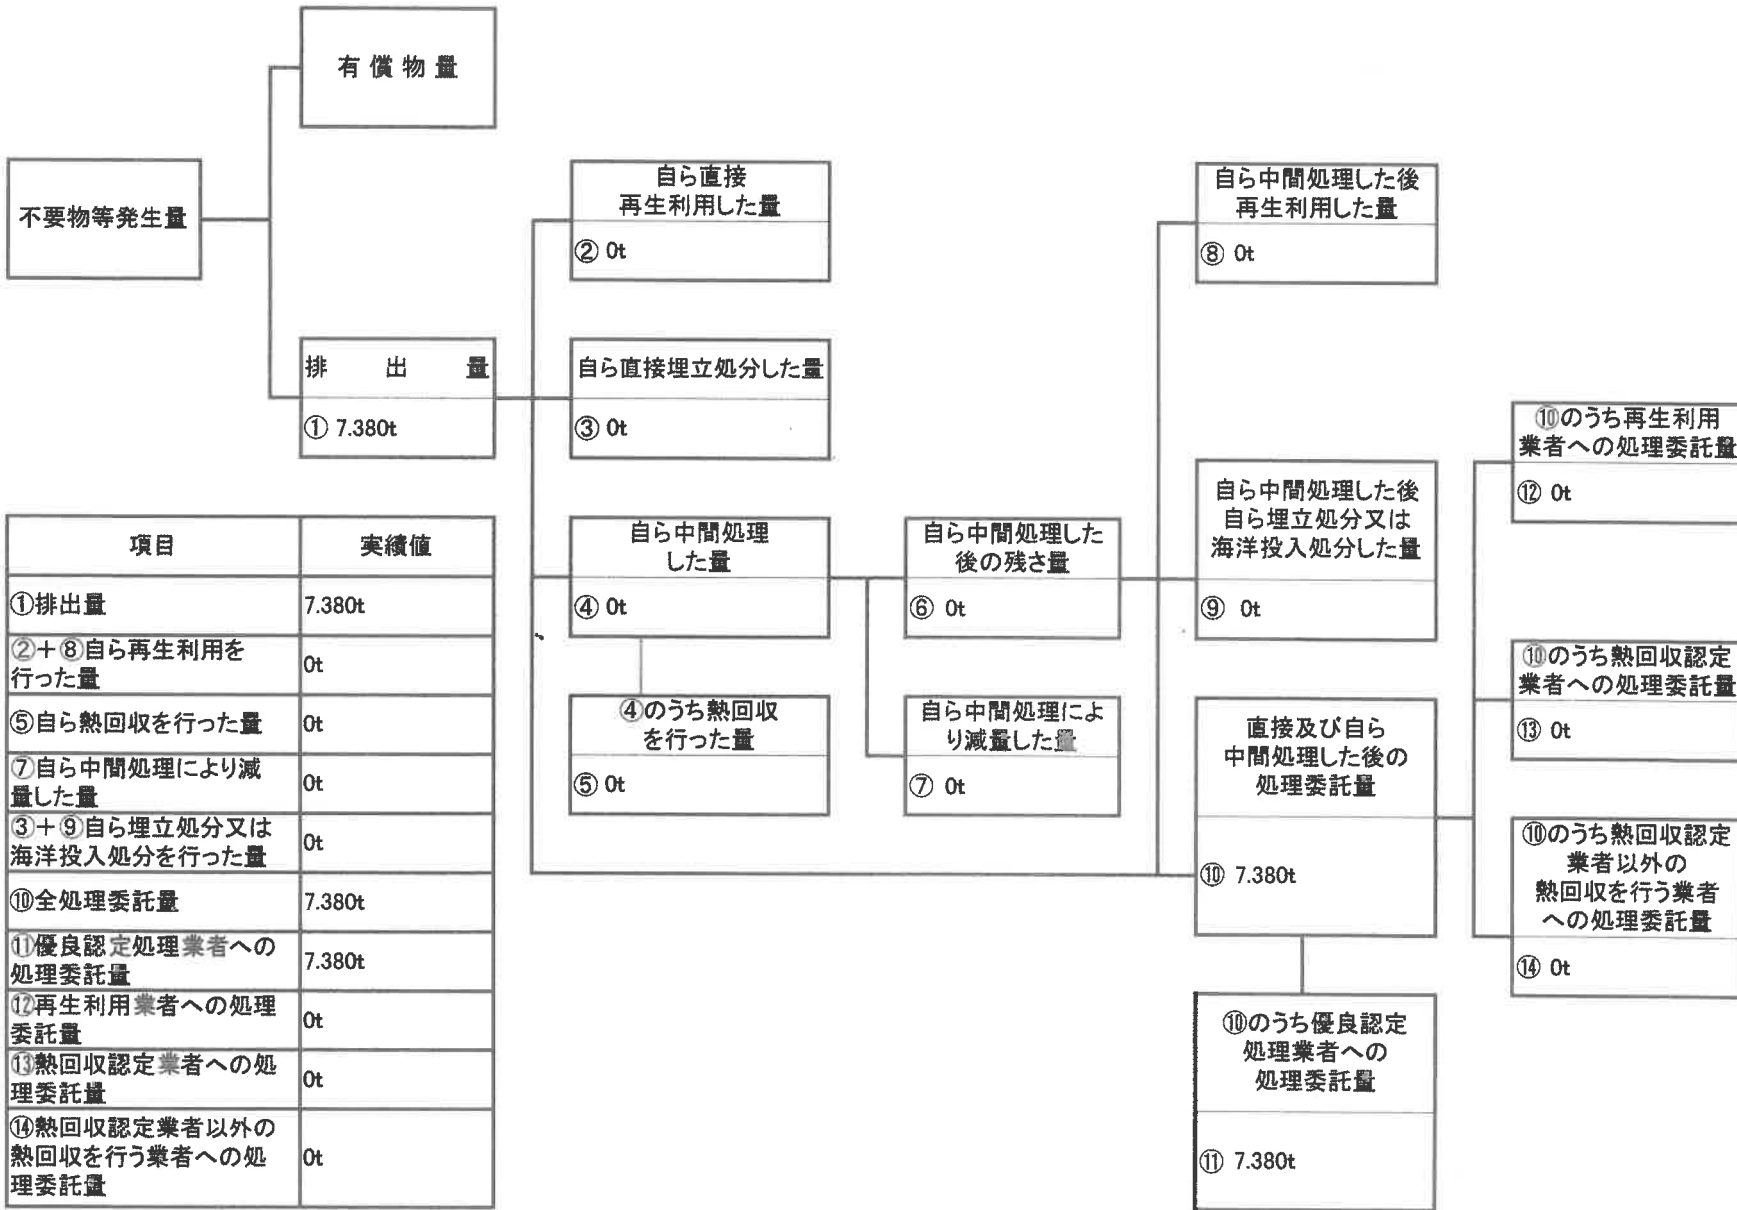 有償物量
不要物等発生量
排出量
① 7.380t
自ら直接
再生利用した量
② 0t
自ら直接埋立処分した量
③ 0t
自ら中間処理
した量
④ 0t
④のうち熱回収
を行った量
⑤ 0t
自ら中間処理した
後の残さ量
⑥ 0t
自ら中間処理によ
り減量した量
⑦ 0t
自ら中間処理した後
再生利用した量
⑧ 0t
自ら中間処理した後
自ら埋立処分又は
海洋投入処分した量
⑨ 0t
直接及び自ら
中間処理した後の
処理委託量
⑩ 7.380t
⑩のうち優良認定
処理業者への
処理委託量
⑪ 7.380t
⑩のうち再生利用
業者への処理委託量
⑫ 0t
⑩のうち熱回収認定
業者への処理委託量
⑬ 0t
⑩のうち熱回収認定
業者以外の
熱回収を行う業者
への処理委託量
⑭ 0t
項目 実績値
①排出量 7.380t
②+⑧自ら再生利用を
行った量
0t
⑤自ら熱回収を行った量 0t
⑦自ら中間処理により減
量した量
0t
③+⑨自ら埋立処分又は
海洋投入処分を行った量
0t
⑩全処理委託量 7.380t
⑪優良認定処理業者への
処理委託量
7.380t
⑫再生利用業者への処理
委託量
0t
⑬熱回収認定業者への処
理委託量
0t
⑭熱回収認定業者以外の
熱回収を行う業者への処
理委託量
0t